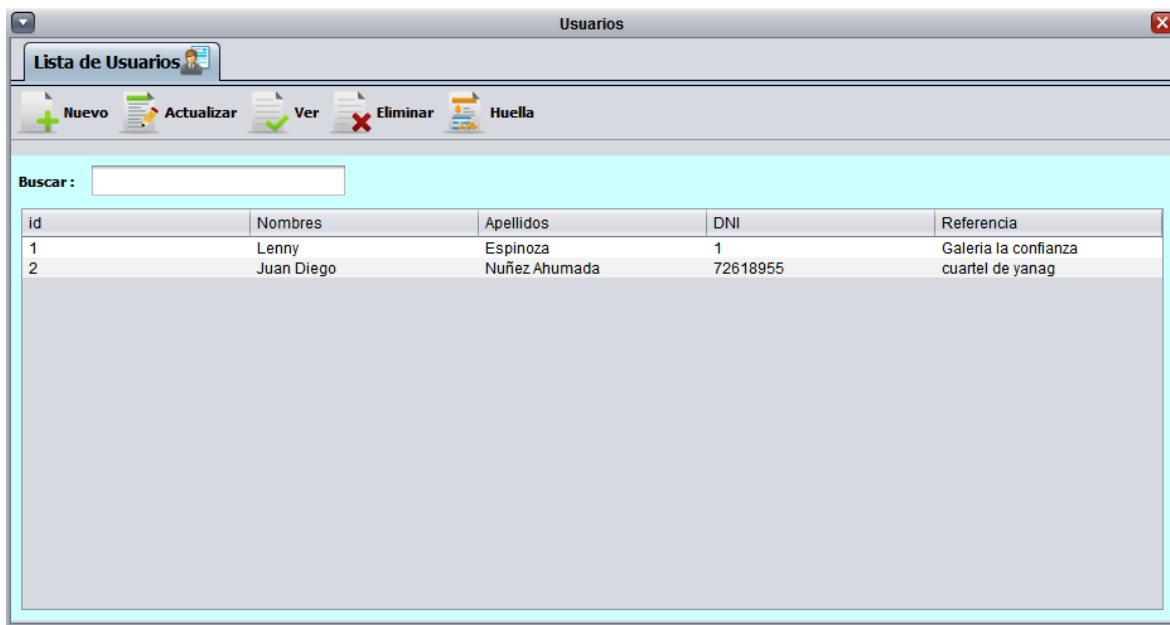 Usuarios
Lista de Usuarios
Nuevo Actualizar Ver Eliminar Huella
Buscar :
id Nombres Apellidos DNI Referencia
1 Lenny Espinoza 1 Galeria la confianza
2 Juan Diego Nuñez Ahumada 72618955 cuartel de yanag